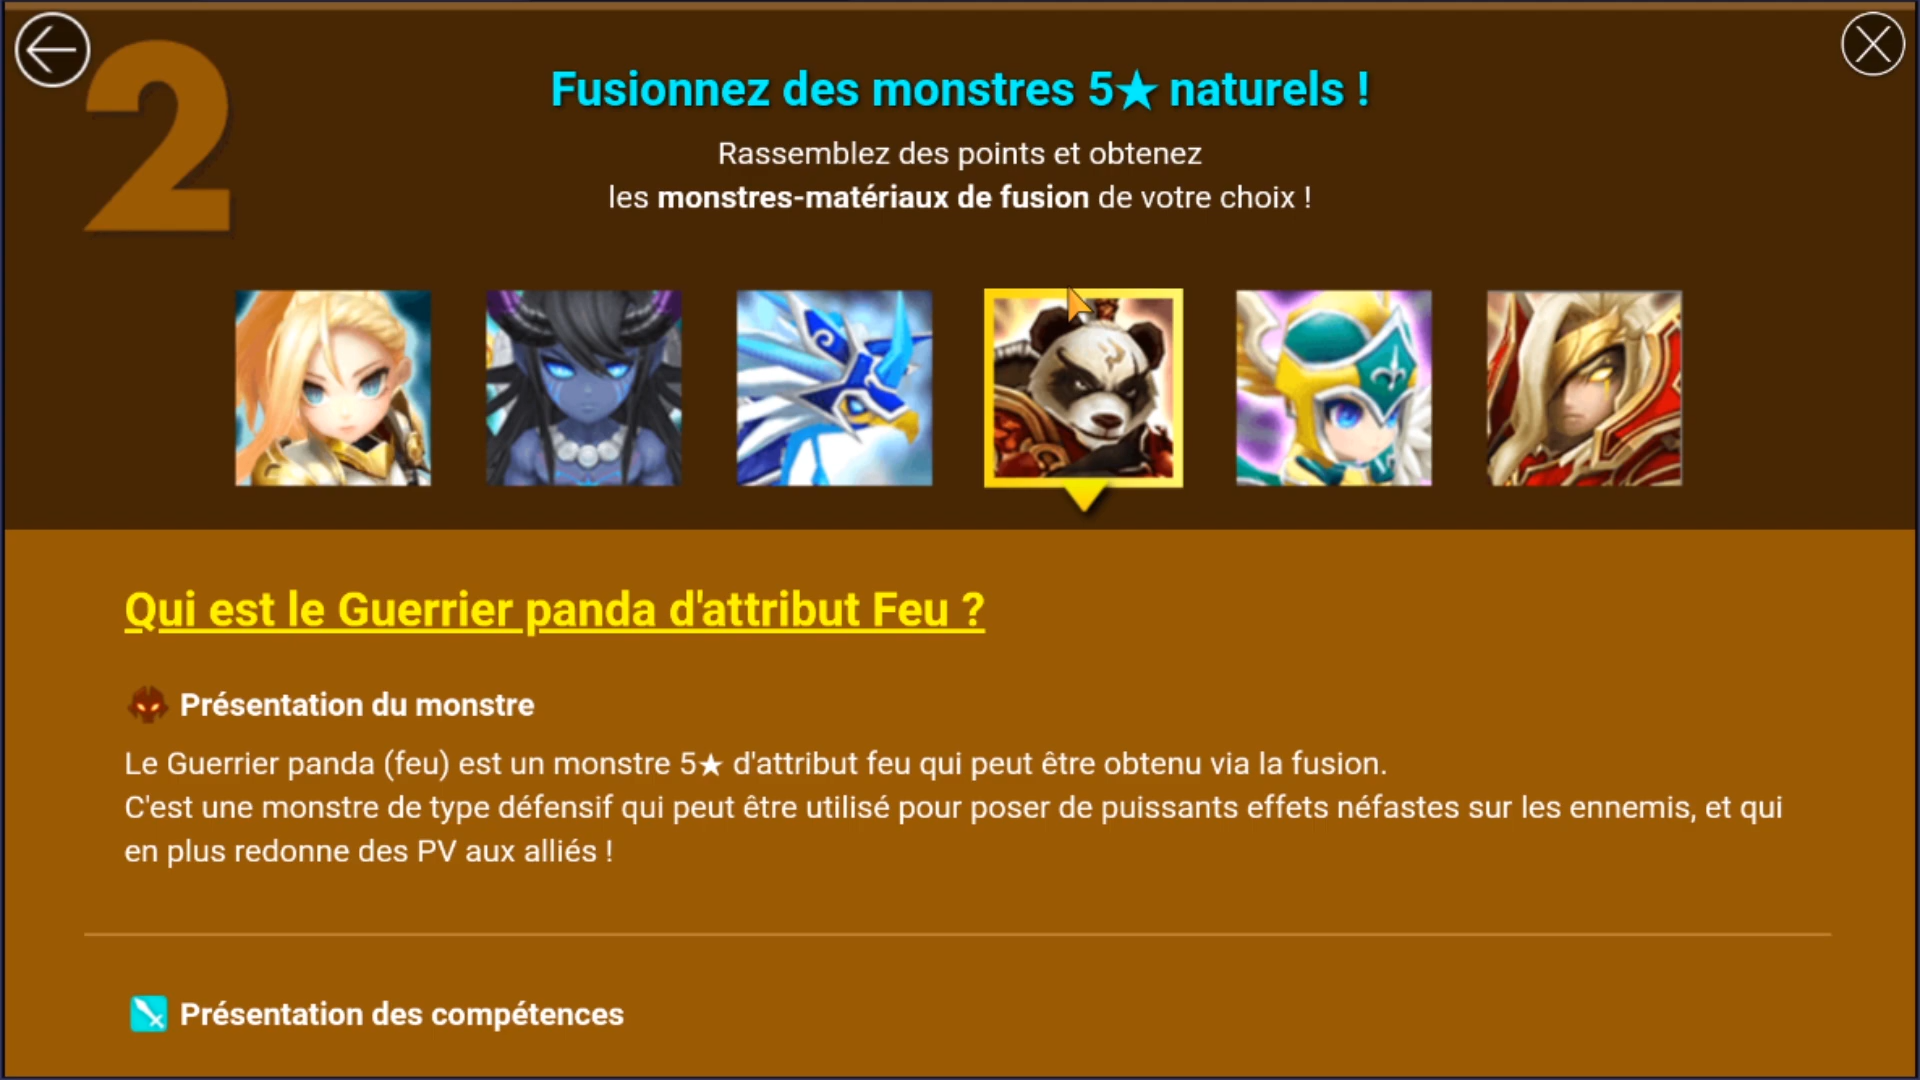 2
Fusionnez des monstres 5★ naturels !
Rassemblez des points et obtenez
les monstres-matériaux de fusion de votre choix !
Qui est le Guerrier panda d'attribut Feu ?
Présentation du monstre
Le Guerrier panda (feu) est un monstre 5★ d'attribut feu qui peut être obtenu via la fusion.
C'est une monstre de type défensif qui peut être utilisé pour poser de puissants effets néfastes sur les ennemis, et qui
en plus redonne des PV aux alliés !
Présentation des compétences